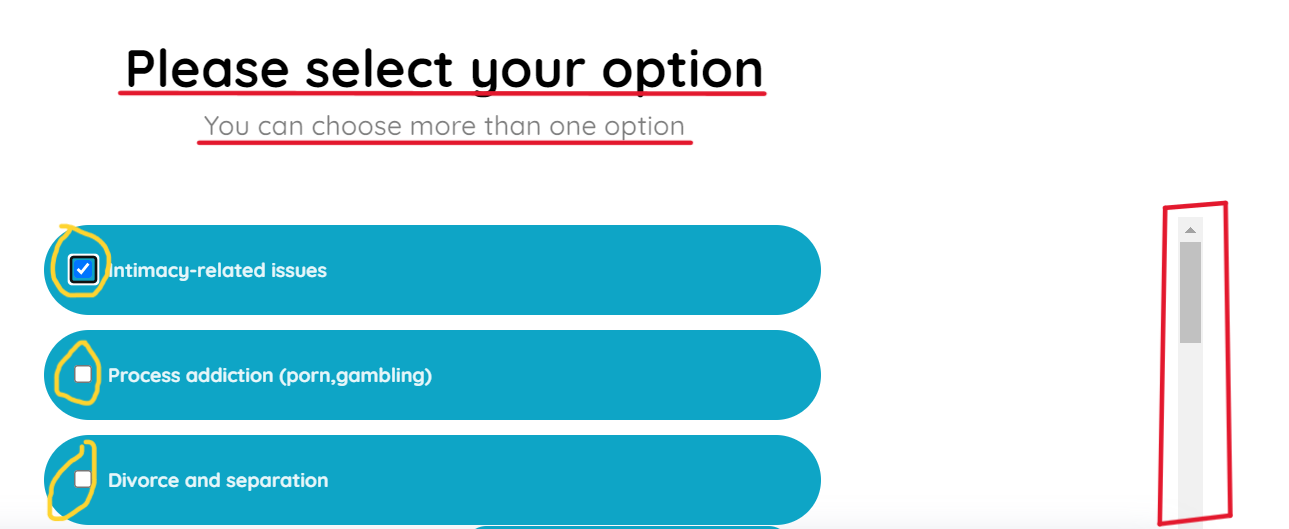 Please select your option
You can choose more than one option
Intimacy-related issues
Process addiction (porn,gambling)
Divorce and separation